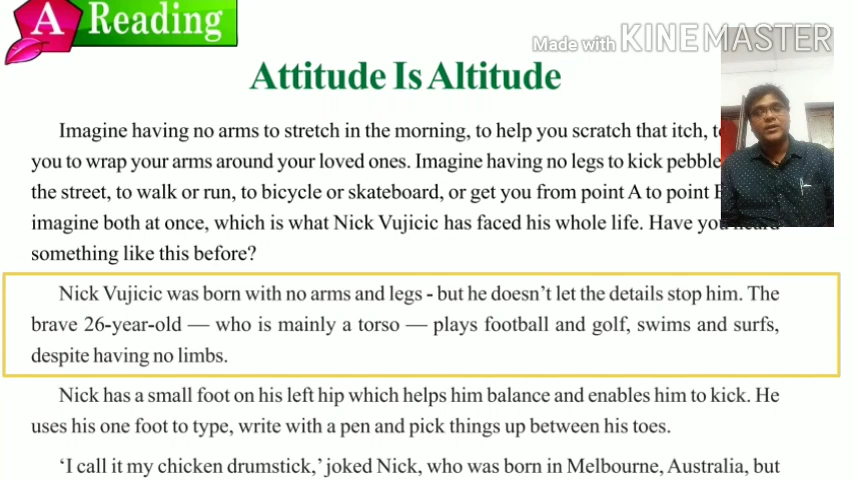 A Reading
Made with KINEMASTER
Attitude Is Altitude
Imagine having no arms to stretch in the morning, to help you scratch that itch,
you to wrap your arms around your loved ones. Imagine having no legs to kick
the street, to walk or run, to bicycle or skateboard, or get you from point A to point
imagine both at once, which is what Nick Vujicic has faced his whole life. Have you heard
something like this before?
Nick Vujicic was born with no arms and legs - but he doesn't let the details stop him. The
brave 26-year-old — who is mainly a torso — plays football and golf, swims and surfs,
despite having no limbs.
Nick has a small foot on his left hip which helps him balance and enables him to kick. He
uses his one foot to type, write with a pen and pick things up between his toes.
‘I call it my chicken drumstick,’ joked Nick, who was born in Melbourne, Australia, but